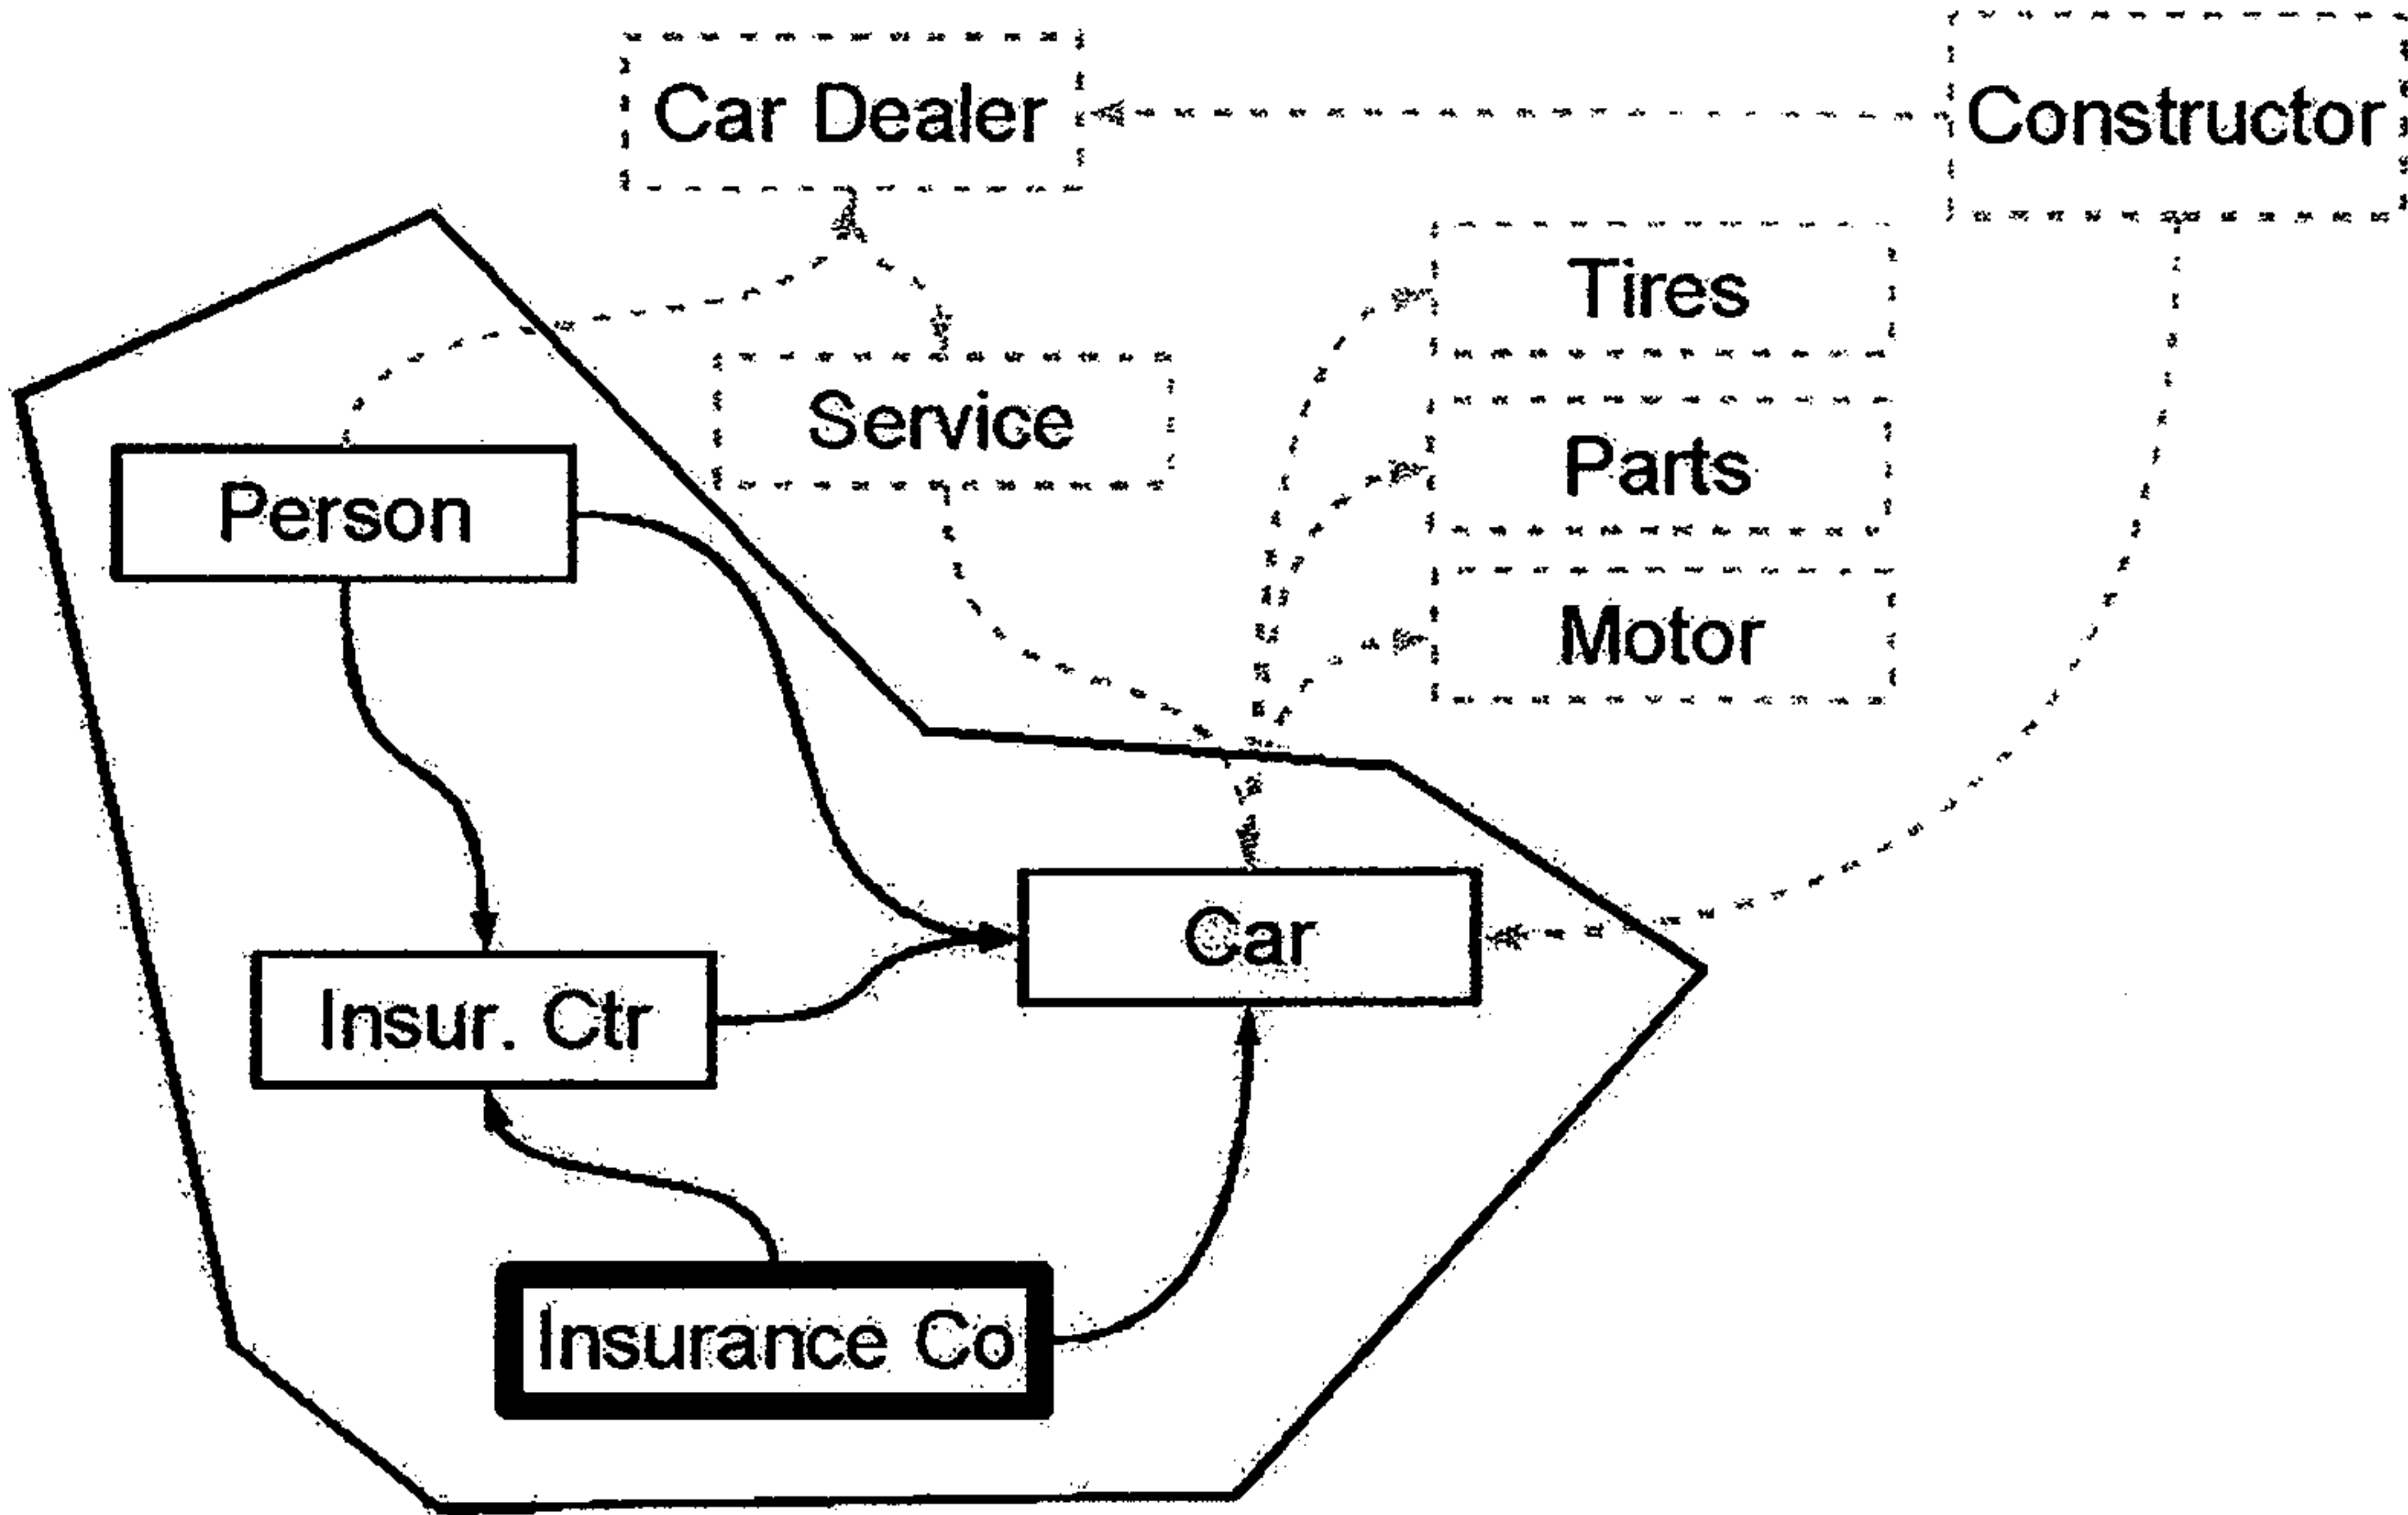 Car Dealer
Constructor
Tires
Service
Parts
Person
Motor
Car
Insur. Ctr
Insurance Co